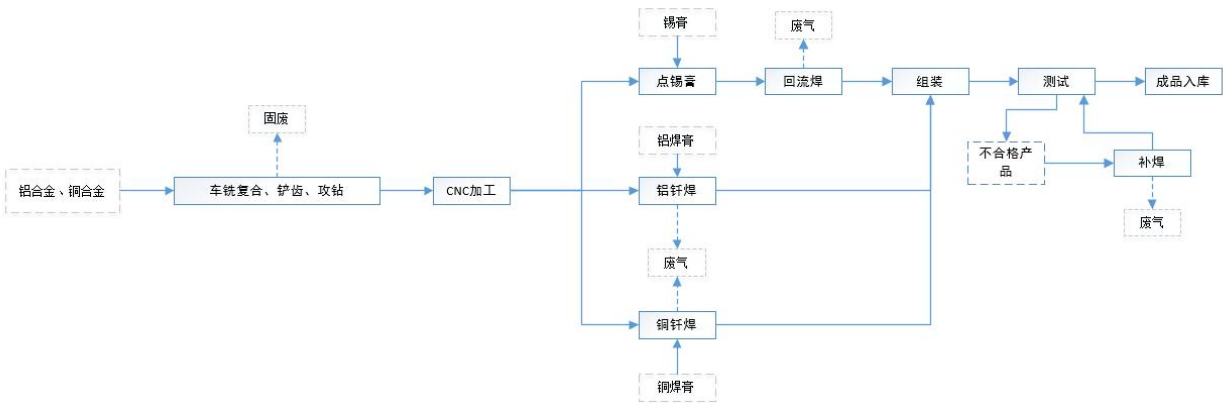 锡膏
废气
点锡膏
回流焊
组装
测试
成品入库
固废
铝焊膏
不合格产
品
补焊
铝合金、铜合金
车铣复合、铲齿、攻钻
CNC加工
铝钎焊
废气
废气
铜钎焊
铜焊膏